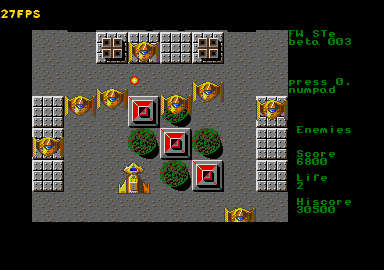 27FPS
FW STe
beta 003
press 0.
numpad
Enemies
Score
6800
Life
2
Hiscore
30500